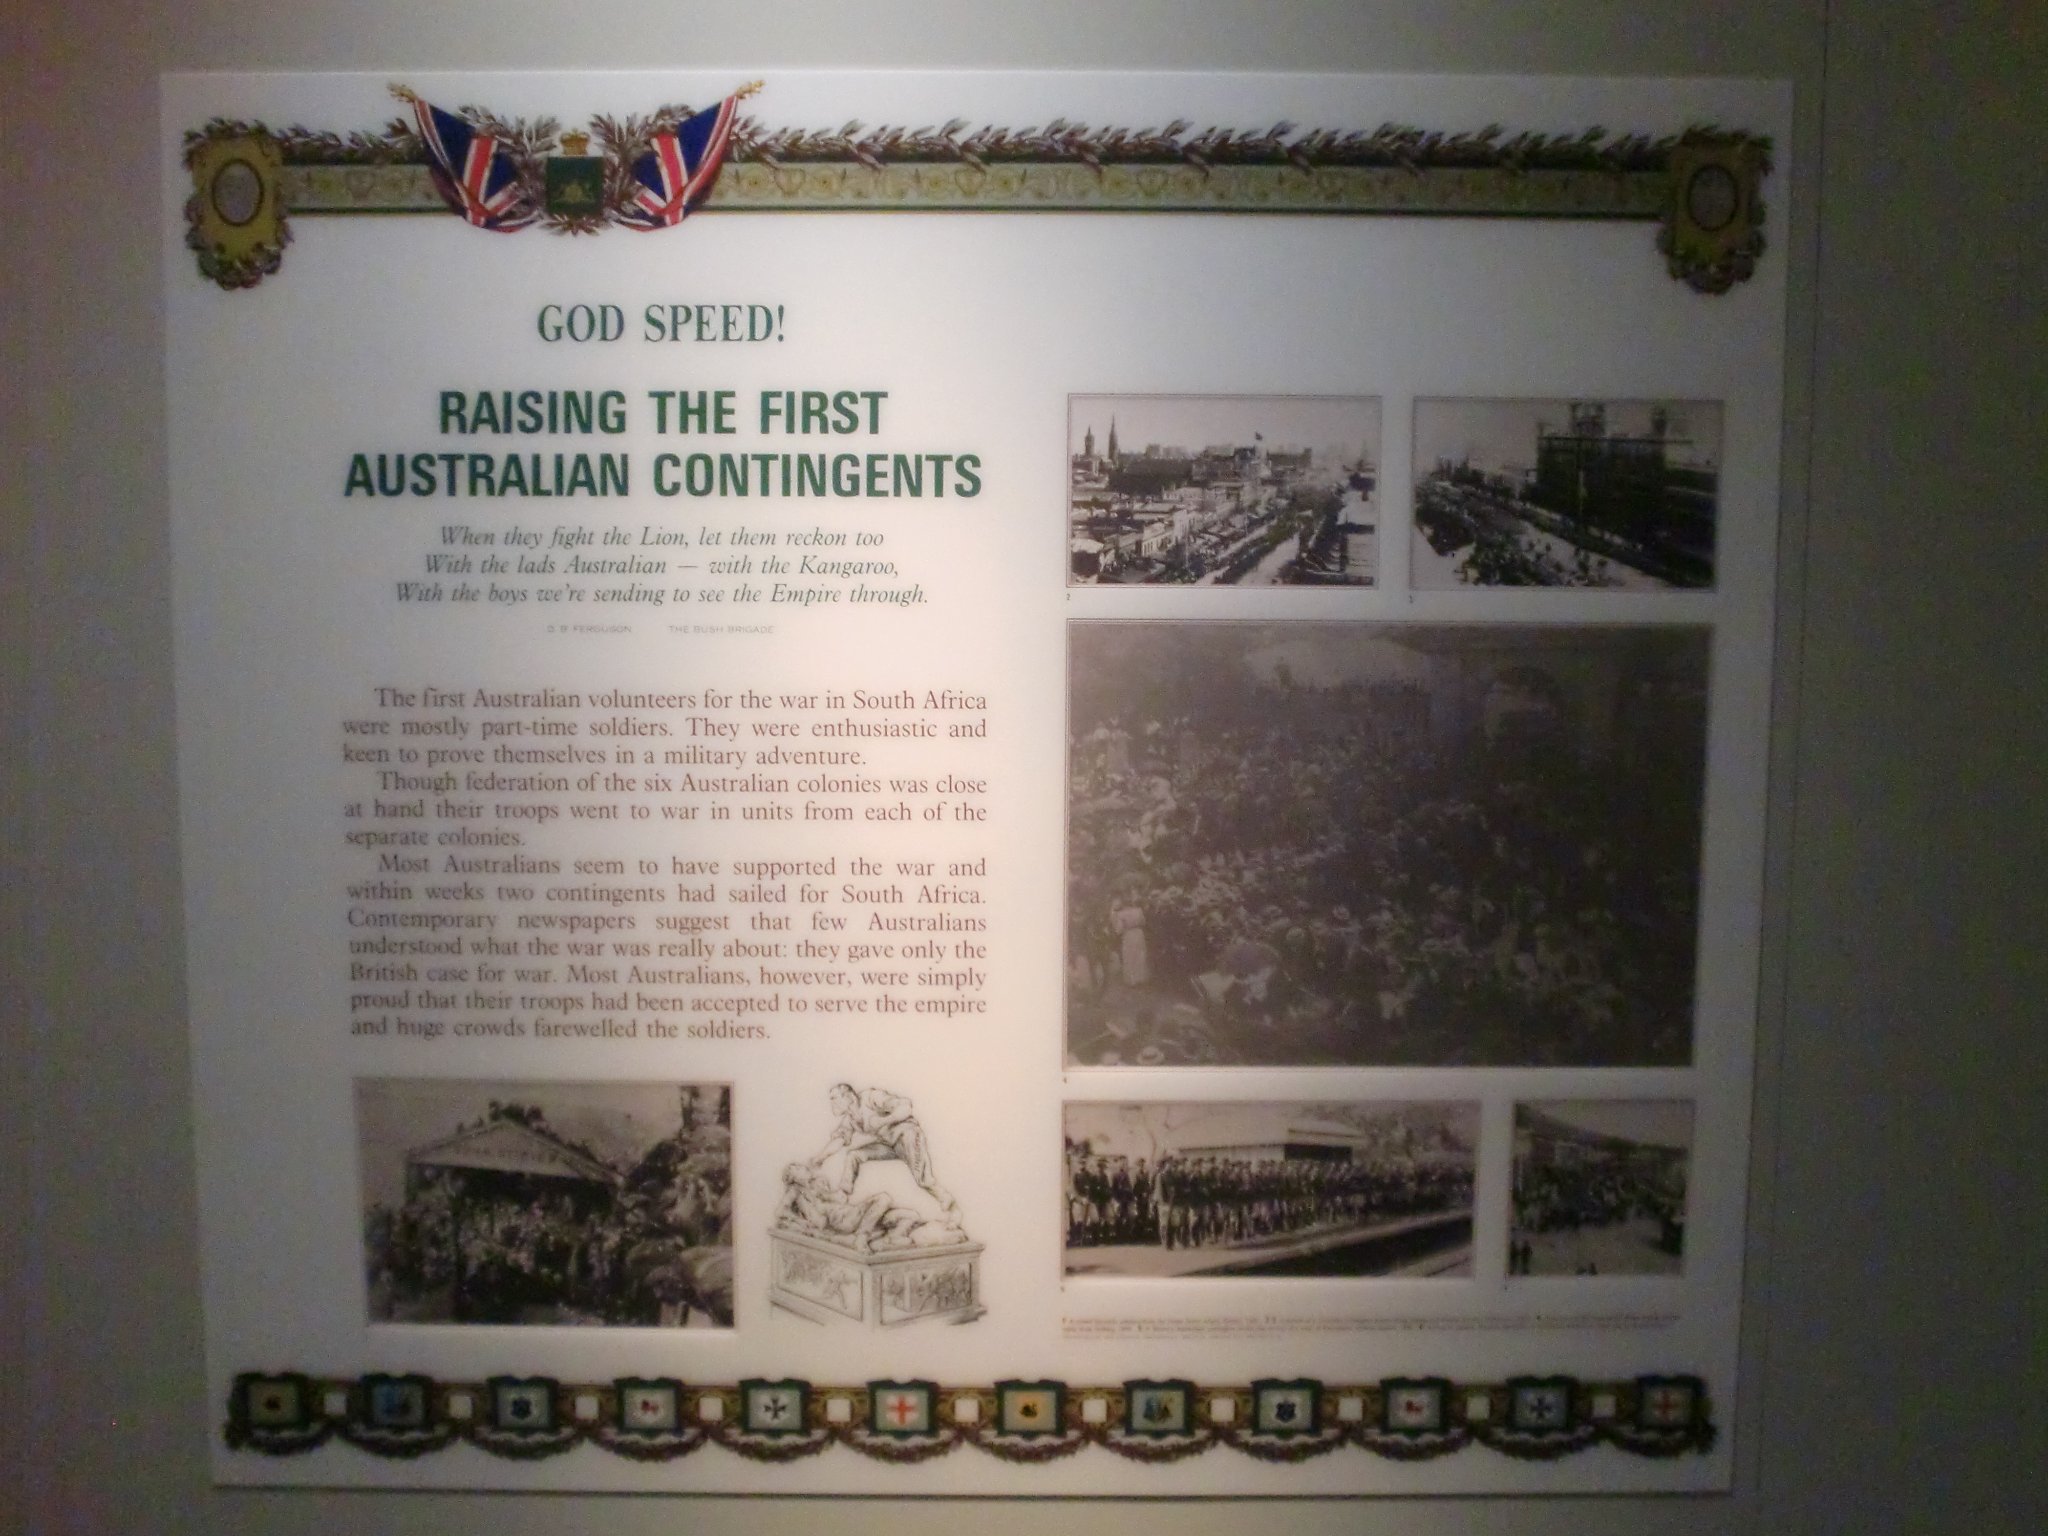 GOD SPEED!
RAISING THE FIRST
AUSTRALIAN CONTINGENTS
When they fight the Lion, let them reckon too
With the lads Australian — with the Kangaroo,
With the boys we're sending to see the Empire through.
FERGUSON THE BUSH BRIGADE
The first Australian volunteers for the war in South Africa
were mostly part-time soldiers. They were enthusiastic and
keen to prove themselves in a military adventure.
Though federation of the six Australian colonies was close
at hand their troops went to war in units from each of the
separate colonies.
Most Australians seem to have supported the war and
within weeks two contingents had sailed for South Africa.
Contemporary newspapers suggest that few Australians
understood what the war was really about: they gave only the
British case for war. Most Australians, however, were simply
proud that their troops had been accepted to serve the empire
and huge crowds farewelled the soldiers.